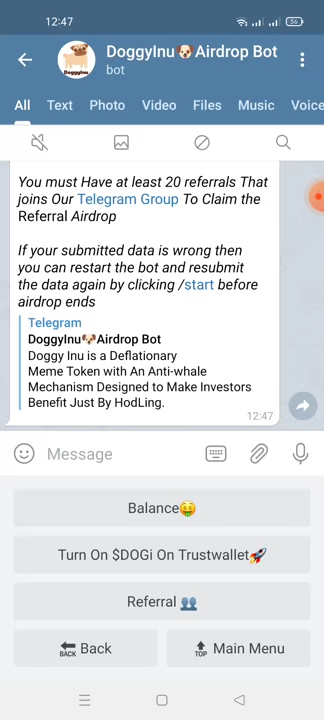 12:47
56
DoggyInu🐶Airdrop Bot
bot
DoggyInu
All Text Photo Video Files Music Voice
You must Have at least 20 referrals That
joins Our Telegram Group To Claim the
Referral Airdrop
If your submitted data is wrong then
you can restart the bot and resubmit
the data again by clicking /start before
airdrop ends
Telegram
DoggyInu🐶Airdrop Bot
Doggy Inu is a Deflationary
Meme Token with An Anti-whale
Mechanism Designed to Make Investors
Benefit Just By HodLing.
12:47
Message
Balance🤑
Turn On $DOGi On Trustwallet🚀
Referral 👥
🔙 Back
🔝 Main Menu